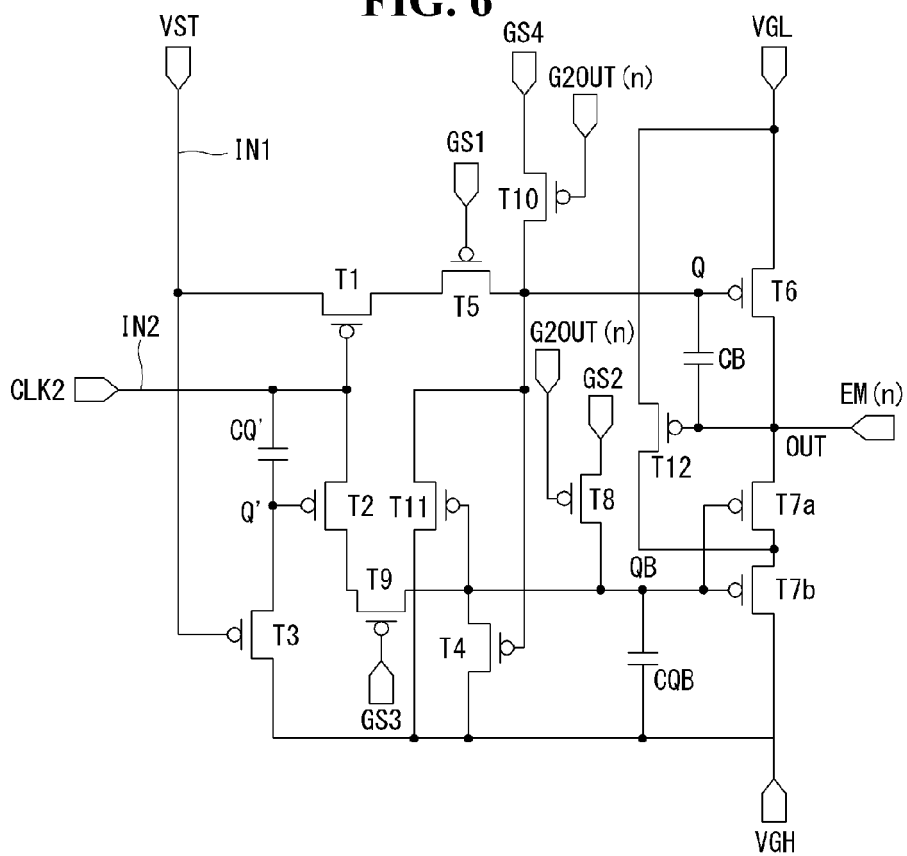 FIG. 6
VST
GS4
VGL
G2OUT(n)
IN1
GS1
T10
T1
T5
Q
T6
IN2
G2OUT(n)
CB
CLK2
GS2
EM(n)
CQ'
T12
OUT
Q'
T2
T11
T8
T7a
T9
QB
T7b
T3
T4
CQB
GS3
VGH